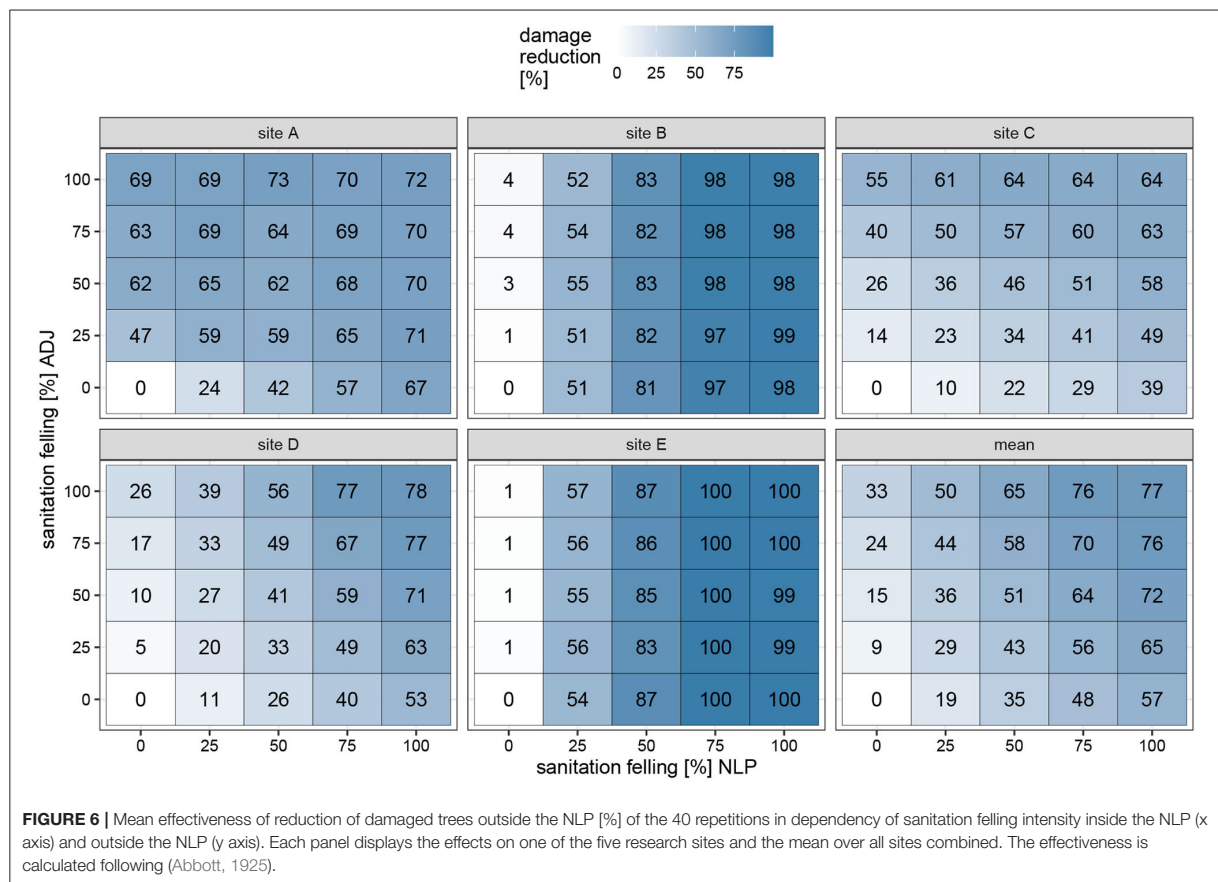 damage
reduction
[%]
0 25 50 75
site A
site B
site C
100 69 69 73 70 72 4 52 83 98 98 55 61 64 64 64
75 63 69 64 69 70 4 54 82 98 98 40 50 57 60 63
50 62 65 62 68 70 3 55 83 98 98 26 36 46 51 58
25 47 59 59 65 71 1 51 82 97 99 14 23 34 41 49
0 0 24 42 57 67 0 51 81 97 98 0 10 22 29 39
sanitation felling [%] ADJ
site D
site E
mean
100 26 39 56 77 78 1 57 87 100 100 33 50 65 76 77
75 17 33 49 67 77 1 56 86 100 100 24 44 58 70 76
50 10 27 41 59 71 1 55 85 100 99 15 36 51 64 72
25 5 20 33 49 63 1 56 83 100 99 9 29 43 56 65
0 0 11 26 40 53 0 54 87 100 100 0 19 35 48 57
0 25 50 75 100 0 25 50 75 100 0 25 50 75 100
sanitation felling [%] NLP
FIGURE 6 | Mean effectiveness of reduction of damaged trees outside the NLP [%] of the 40 repetitions in dependency of sanitation felling intensity inside the NLP (x
axis) and outside the NLP (y axis). Each panel displays the effects on one of the five research sites and the mean over all sites combined. The effectiveness is
calculated following (Abbott, 1925).